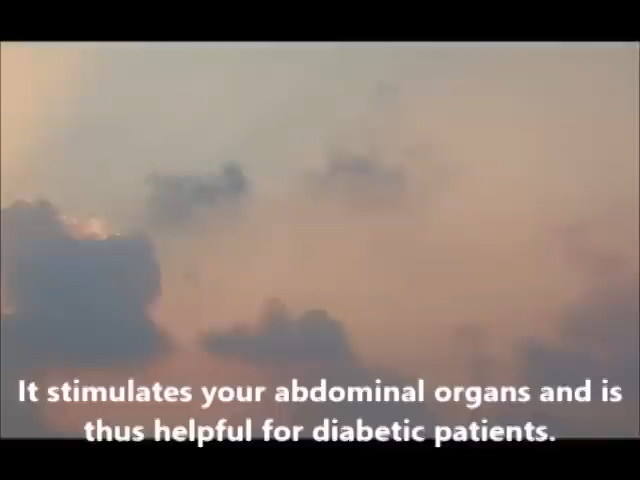 It stimulates your abdominal organs and is
thus helpful for diabetic patients.